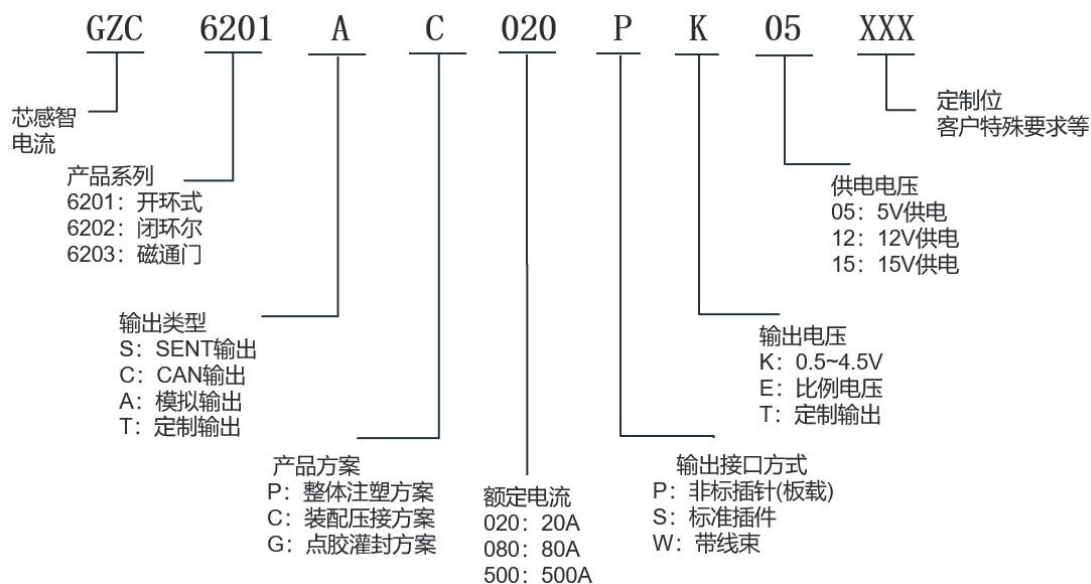 GZC 6201 A C 020 P K 05 XXX
芯感智
电流
定制位
客户特殊要求等
产品系列
6201：开环式
6202：闭环尔
6203：磁通门
供电电压
05：5V供电
12：12V供电
15：15V供电
输出类型
S：SENT输出
C：CAN输出
A：模拟输出
T：定制输出
输出电压
K：0.5~4.5V
E：比例电压
T：定制输出
产品方案
P：整体注塑方案
C：装配压接方案
G：点胶灌封方案
额定电流
020：20A
080：80A
500：500A
输出接口方式
P：非标插针(板载)
S：标准插件
W：带线束